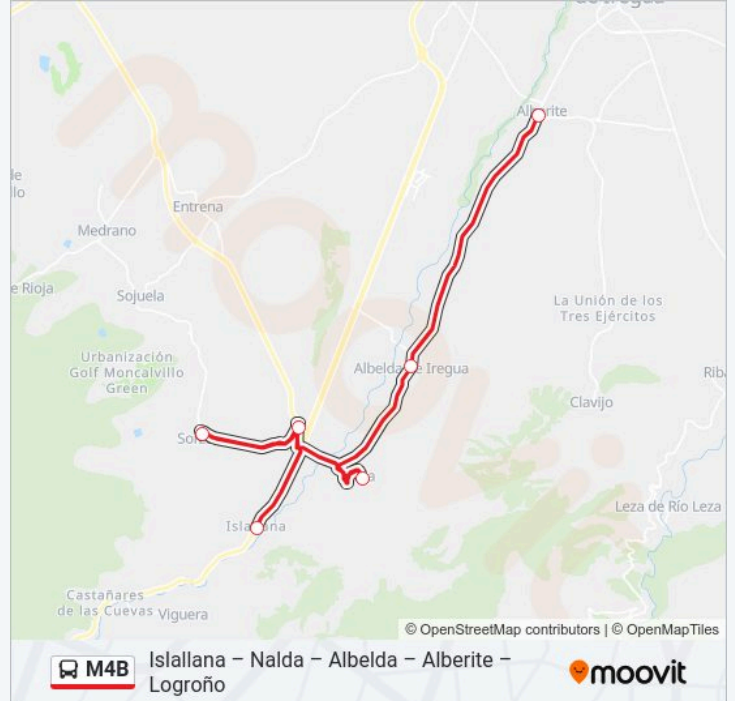 de Iregua
Alberite
Entrena
Medrano
e Rioja
Sojuela
La Unión de los
Tres Ejércitos
Urbanización
Golf Moncalvillo
Green
Albelda de Iregua
Clavijo
Leza de Río Leza
Islallana
Castañares
de las Cuevas
Viguera
© OpenStreetMap contributors | © OpenMapTiles
M4B
Islallana – Nalda – Albelda – Alberite –
Logroño
moovit